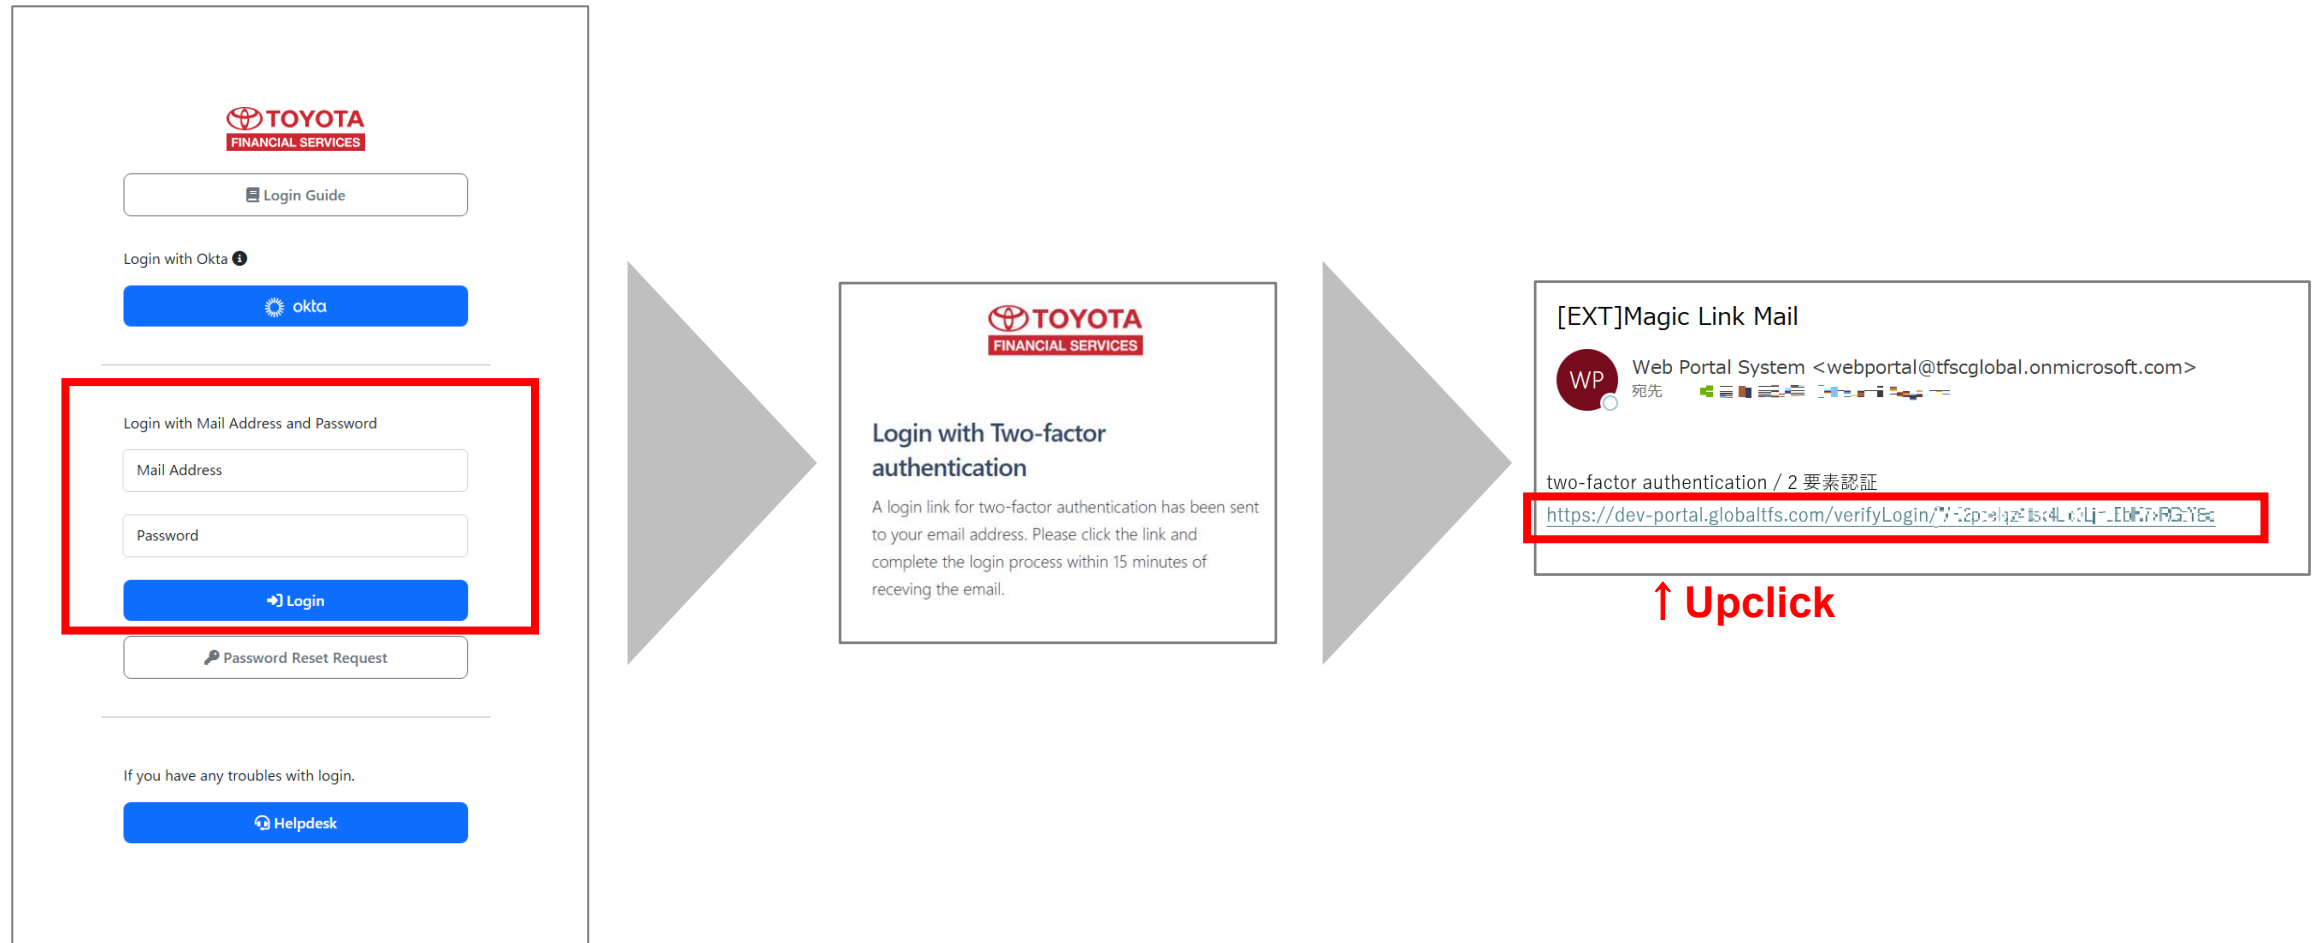 TOYOTA
FINANCIAL SERVICES
Login Guide
Login with Okta
okta
Login with Mail Address and Password
Mail Address
Password
Login
Password Reset Request
If you have any troubles with login.
Helpdesk
TOYOTA
FINANCIAL SERVICES
Login with Two-factor
authentication
A login link for two-factor authentication has been sent
to your email address. Please click the link and
complete the login process within 15 minutes of
receving the email.
[EXT]Magic Link Mail
WP
Web Portal System <webportal@tfscglobal.onmicrosoft.com>
宛先
two-factor authentication / 2 要素認証
https://dev-portal.globaltfs.com/verifyLogin/
↑ Upclick